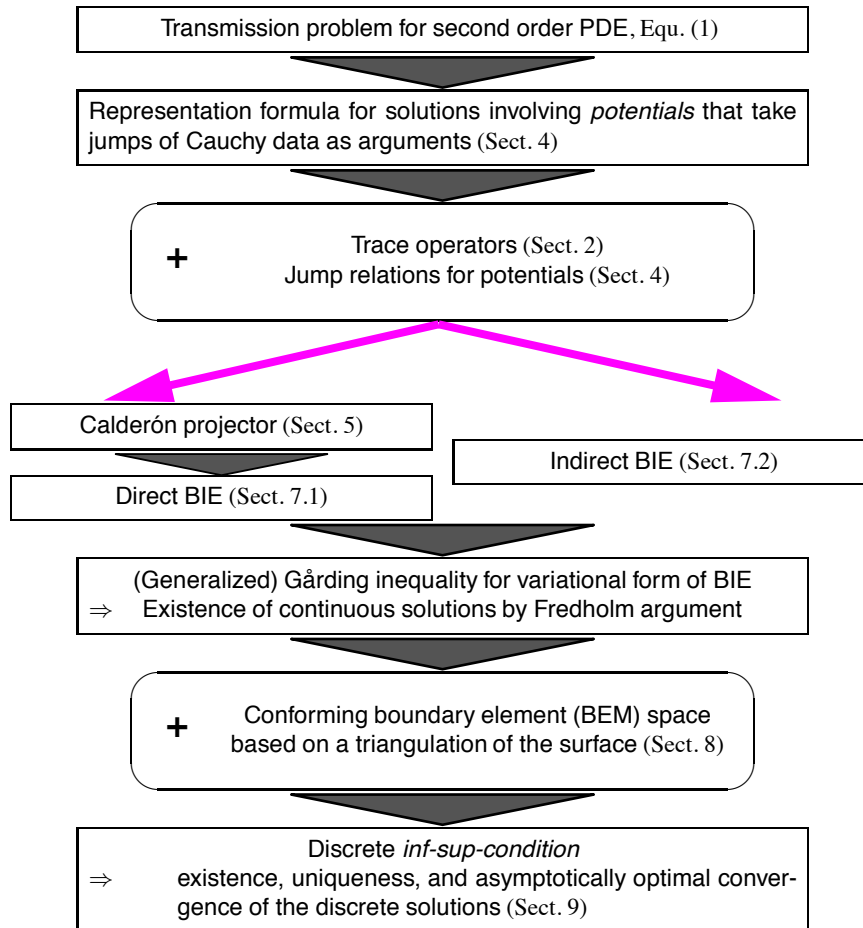 Transmission problem for second order PDE, Equ. (1)
Representation formula for solutions involving potentials that take
jumps of Cauchy data as arguments (Sect. 4)
+ Trace operators (Sect. 2)
Jump relations for potentials (Sect. 4)
Calderón projector (Sect. 5)
Direct BIE (Sect. 7.1)
Indirect BIE (Sect. 7.2)
(Generalized) Gårding inequality for variational form of BIE
⇒ Existence of continuous solutions by Fredholm argument
+ Conforming boundary element (BEM) space
based on a triangulation of the surface (Sect. 8)
Discrete inf-sup-condition
⇒ existence, uniqueness, and asymptotically optimal conver-
gence of the discrete solutions (Sect. 9)